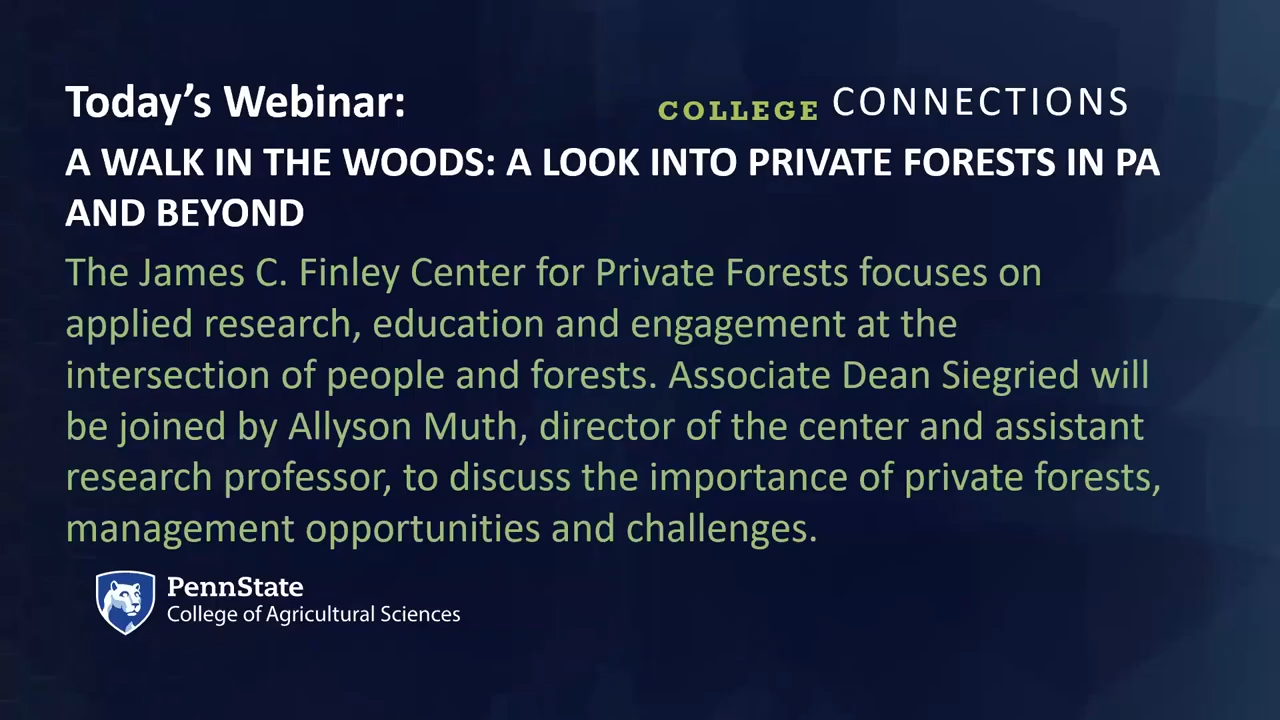 Today's Webinar:
COLLEGE CONNECTIONS
A WALK IN THE WOODS: A LOOK INTO PRIVATE FORESTS IN PA
AND BEYOND
The James C. Finley Center for Private Forests focuses on
applied research, education and engagement at the
intersection of people and forests. Associate Dean Siegried will
be joined by Allyson Muth, director of the center and assistant
research professor, to discuss the importance of private forests,
management opportunities and challenges.
PennState
College of Agricultural Sciences